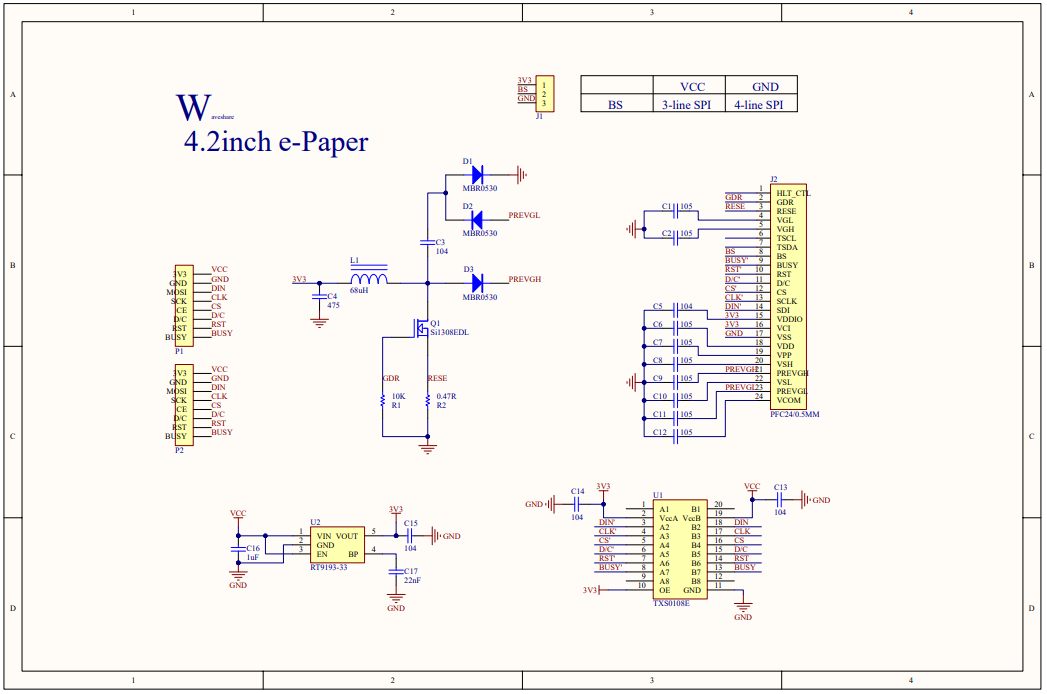 1 2 3 4
A A
B B
C C
D D
Waveshare
4.2inch e-Paper
3V3 1
BS 2
GND 3
J1
VCC GND
BS 3-line SPI 4-line SPI
D1
MBR0530
D2
PREVGL
MBR0530
C3
104
L1
3V3
68uH
C4
475
D3
PREVGH
MBR0530
Q1
Si1308EDL
GDR RESE
10K
R1
0.47R
R2
3V3 VCC
GND GND
MOSI DIN
SCK CLK
CE CS
D/C D/C
RST RST
BUSY BUSY
P1
3V3 VCC
GND GND
MOSI DIN
SCK CLK
CE CS
D/C D/C
RST RST
BUSY BUSY
P2
J2
1 HLT_CTL
GDR 2 GDR
RESE 3 RESE
4 VGL
5 VGH
6 TSCL
7 TSDA
BS 8 BS
BUSY' 9 BUSY
RST' 10 RST
D/C' 11 D/C
CS' 12 CS
CLK' 13 SCLK
DIN' 14 SDI
3V3 15 VDDIO
3V3 16 VCI
GND 17 VSS
18 VDD
19 VPP
20 VSH
PREVGH 21 PREVGH
22 VSL
PREVGL 23 PREVGL
24 VCOM
PFC24/0.5MM
C1 105
C2 105
C5 104
C6 105
C7 105
C8 105
C9 105
C10 105
C11 105
C12 105
VCC
C16
1uF
GND
U2
1 VIN VOUT 5
2 GND
3 EN BP 4
RT9193-33
3V3
C15
104
GND
C17
22nF
GND
GND
C14
104
3V3
U1
1 A1 B1 20
2 VccA VccB 19
DIN' 3 A2 B2 18 DIN
CLK' 4 A3 B3 17 CLK
CS' 5 A4 B4 16 CS
D/C' 6 A5 B5 15 D/C
RST' 7 A6 B6 14 RST
BUSY' 8 A7 B7 13 BUSY
9 A8 B8 12
3V3 10 OE GND 11
TXS0108E
VCC
C13
104
GND
GND
1 2 3 4